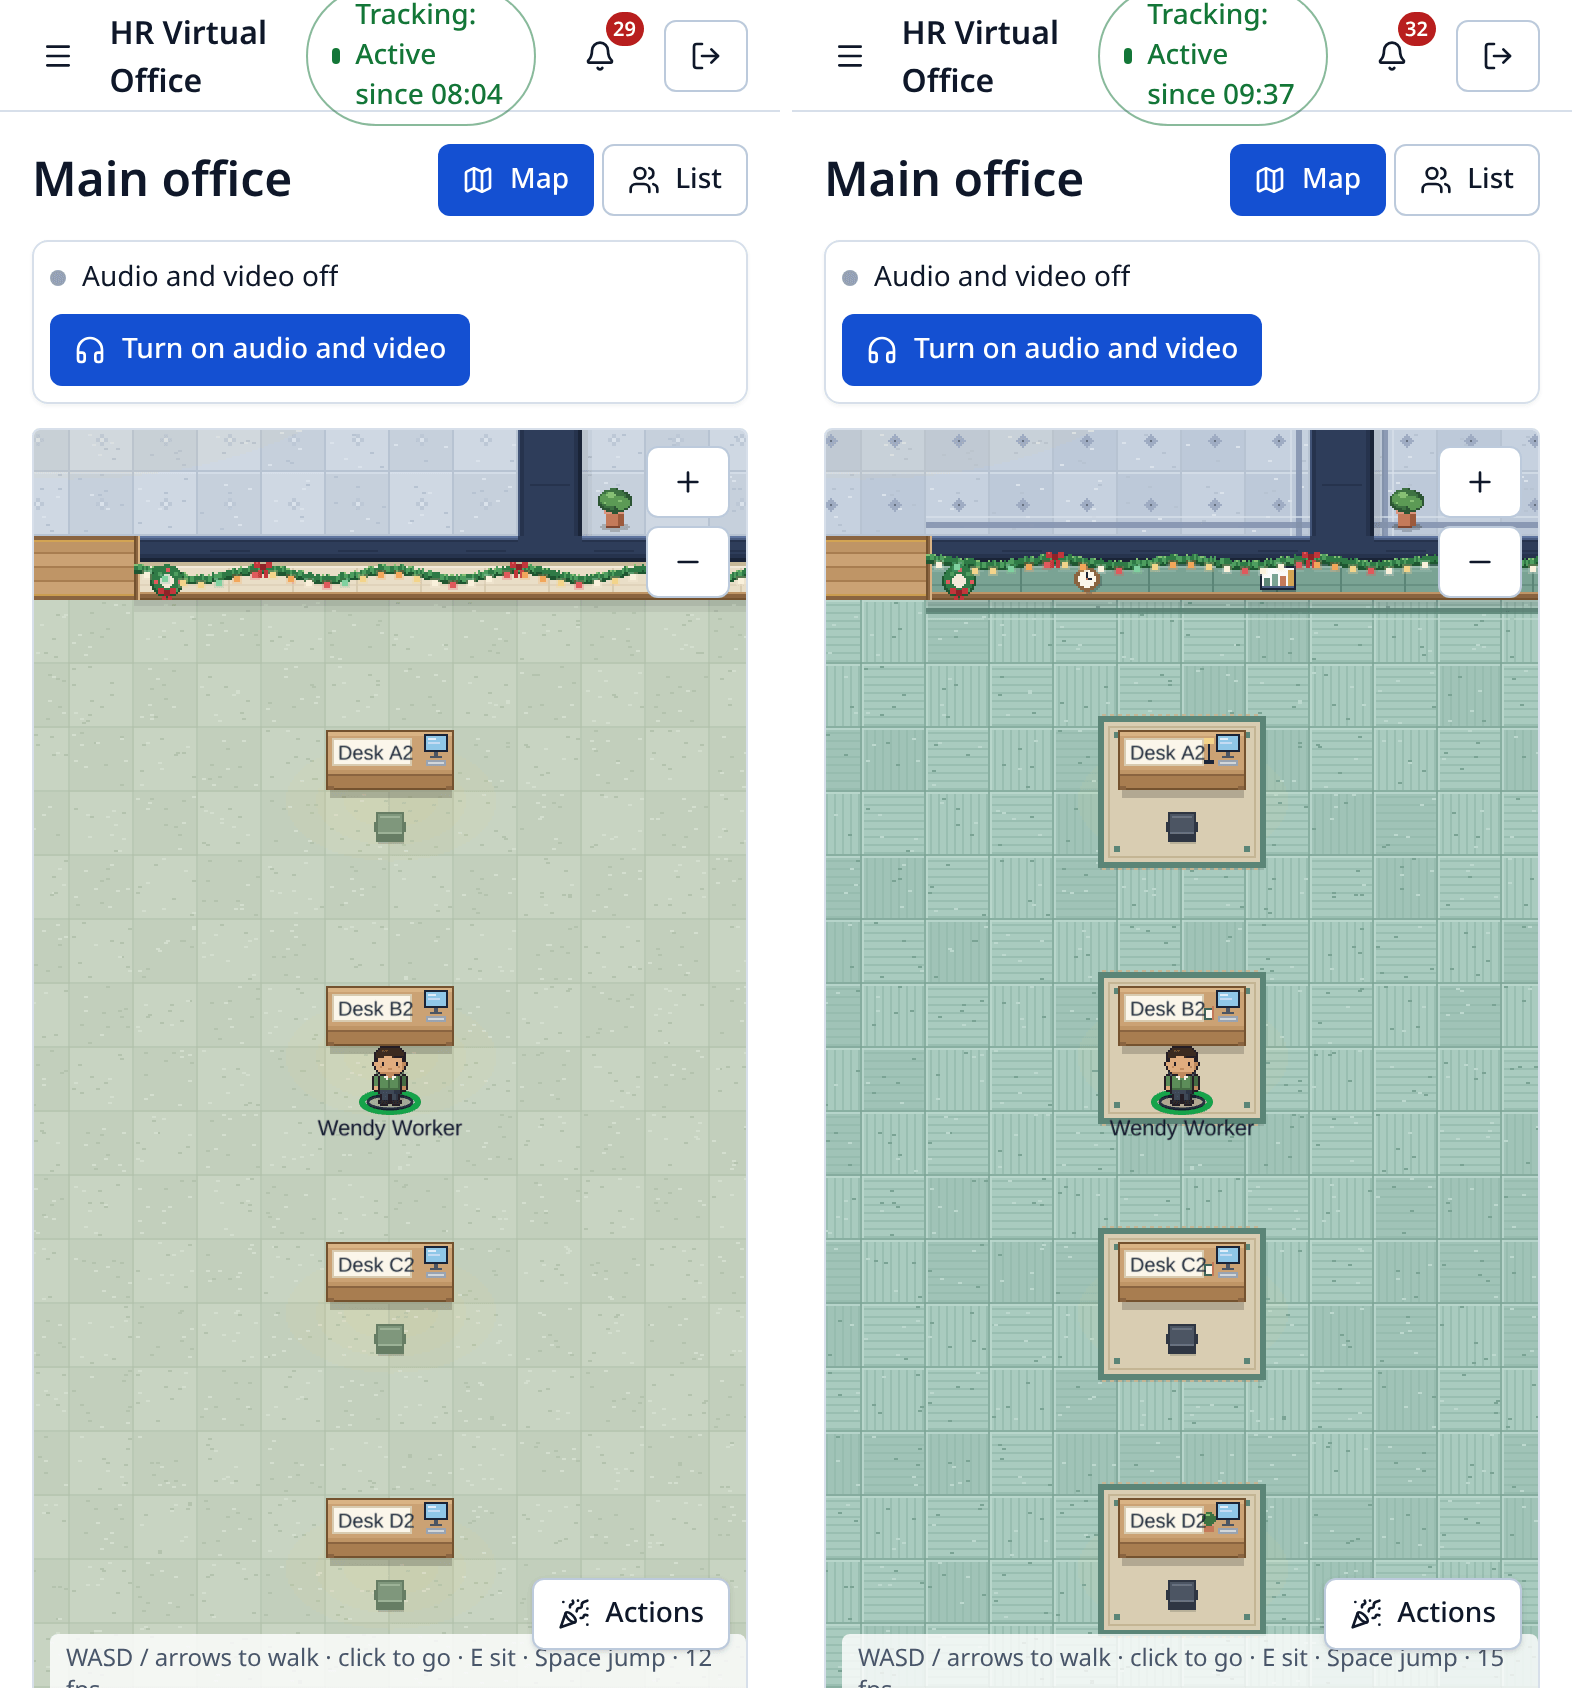 HR Virtual
Office
Tracking:
Active
since 08:04
29
Main office
Map
List
Audio and video off
Turn on audio and video
+
−
Desk A2
Desk B2
Wendy Worker
Desk C2
Desk D2
Actions
WASD / arrows to walk · click to go · E sit · Space jump · 12
fps
HR Virtual
Office
Tracking:
Active
since 09:37
32
Main office
Map
List
Audio and video off
Turn on audio and video
+
−
Desk A2
Desk B2
Wendy Worker
Desk C2
Desk D2
Actions
WASD / arrows to walk · click to go · E sit · Space jump · 15
fps